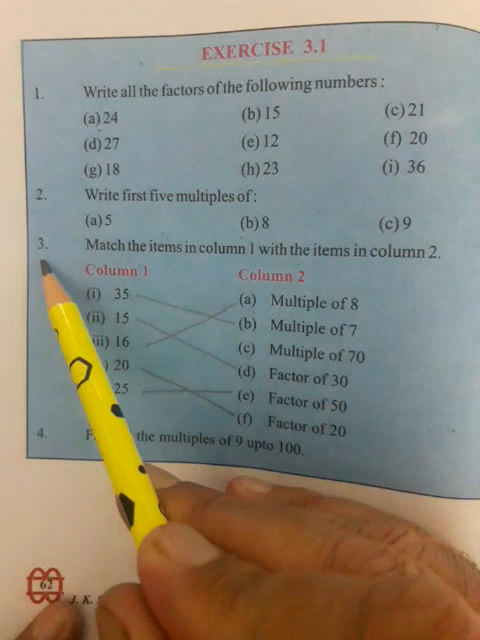 EXERCISE 3.1
1. Write all the factors of the following numbers :
(a) 24 (b) 15 (c) 21
(d) 27 (e) 12 (f) 20
(g) 18 (h) 23 (i) 36
2. Write first five multiples of :
(a) 5 (b) 8 (c) 9
3. Match the items in column 1 with the items in column 2.
Column 1 Column 2
(i) 35 (a) Multiple of 8
(ii) 15 (b) Multiple of 7
iii) 16 (c) Multiple of 70
) 20 (d) Factor of 30
25 (e) Factor of 50
(f) Factor of 20
4. F the multiples of 9 upto 100.
62
J. K.